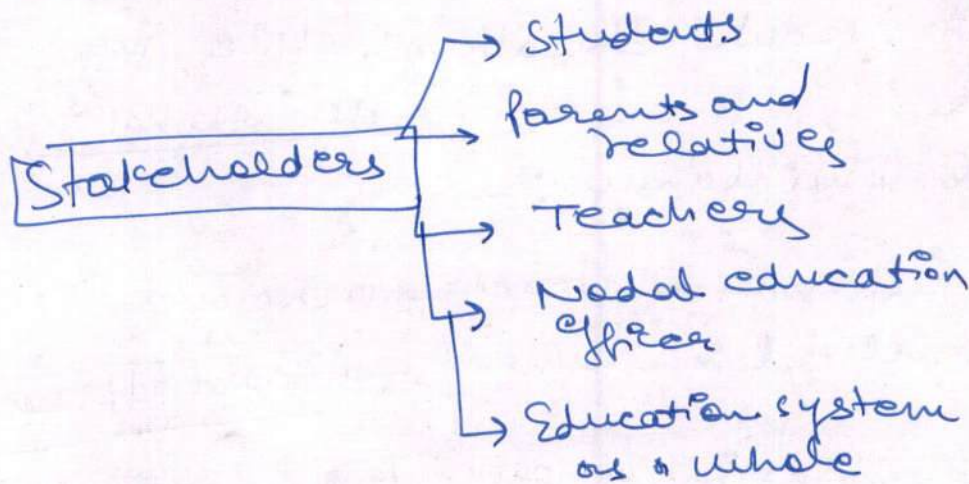 Students
Stakeholders
Parents and
relatives
Teachers
Nodal education
officer
Education system
as a whole